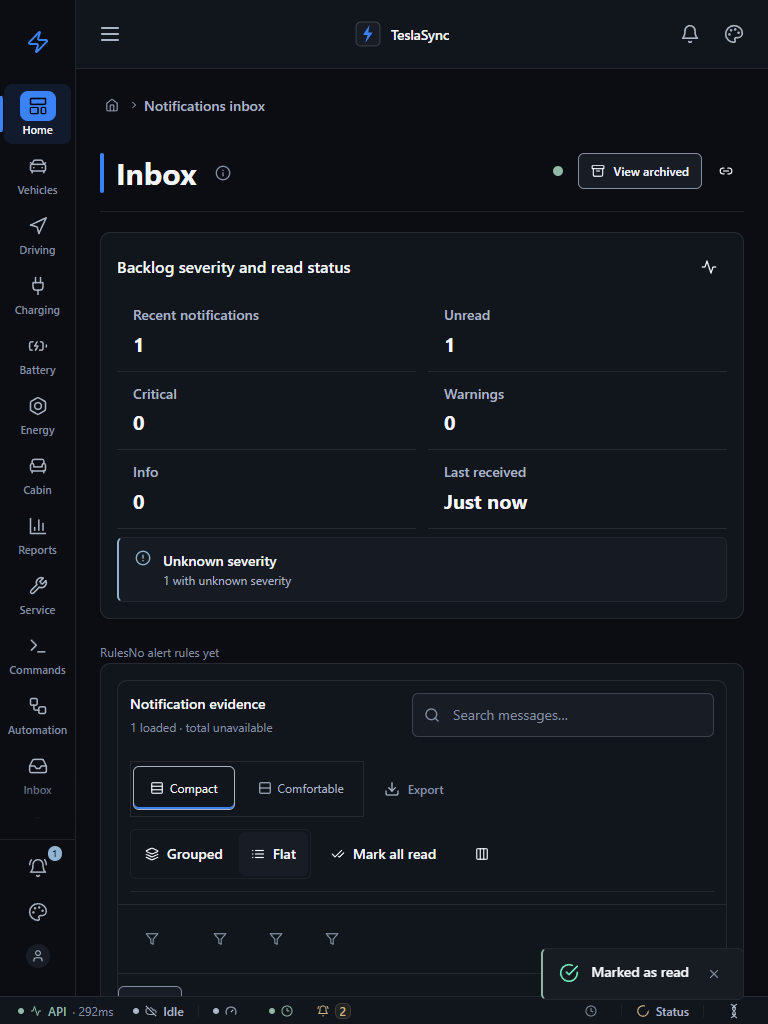 TeslaSync
Home
Vehicles
Driving
Charging
Battery
Energy
Cabin
Reports
Service
Commands
Automation
Inbox
1
Notifications inbox
Inbox
View archived
Backlog severity and read status
Recent notifications
1
Unread
1
Critical
0
Warnings
0
Info
0
Last received
Just now
Unknown severity
1 with unknown severity
RulesNo alert rules yet
Notification evidence
1 loaded · total unavailable
Search messages...
Compact
Comfortable
Export
Grouped
Flat
Mark all read
Marked as read
API · 292ms
Idle
2
Status